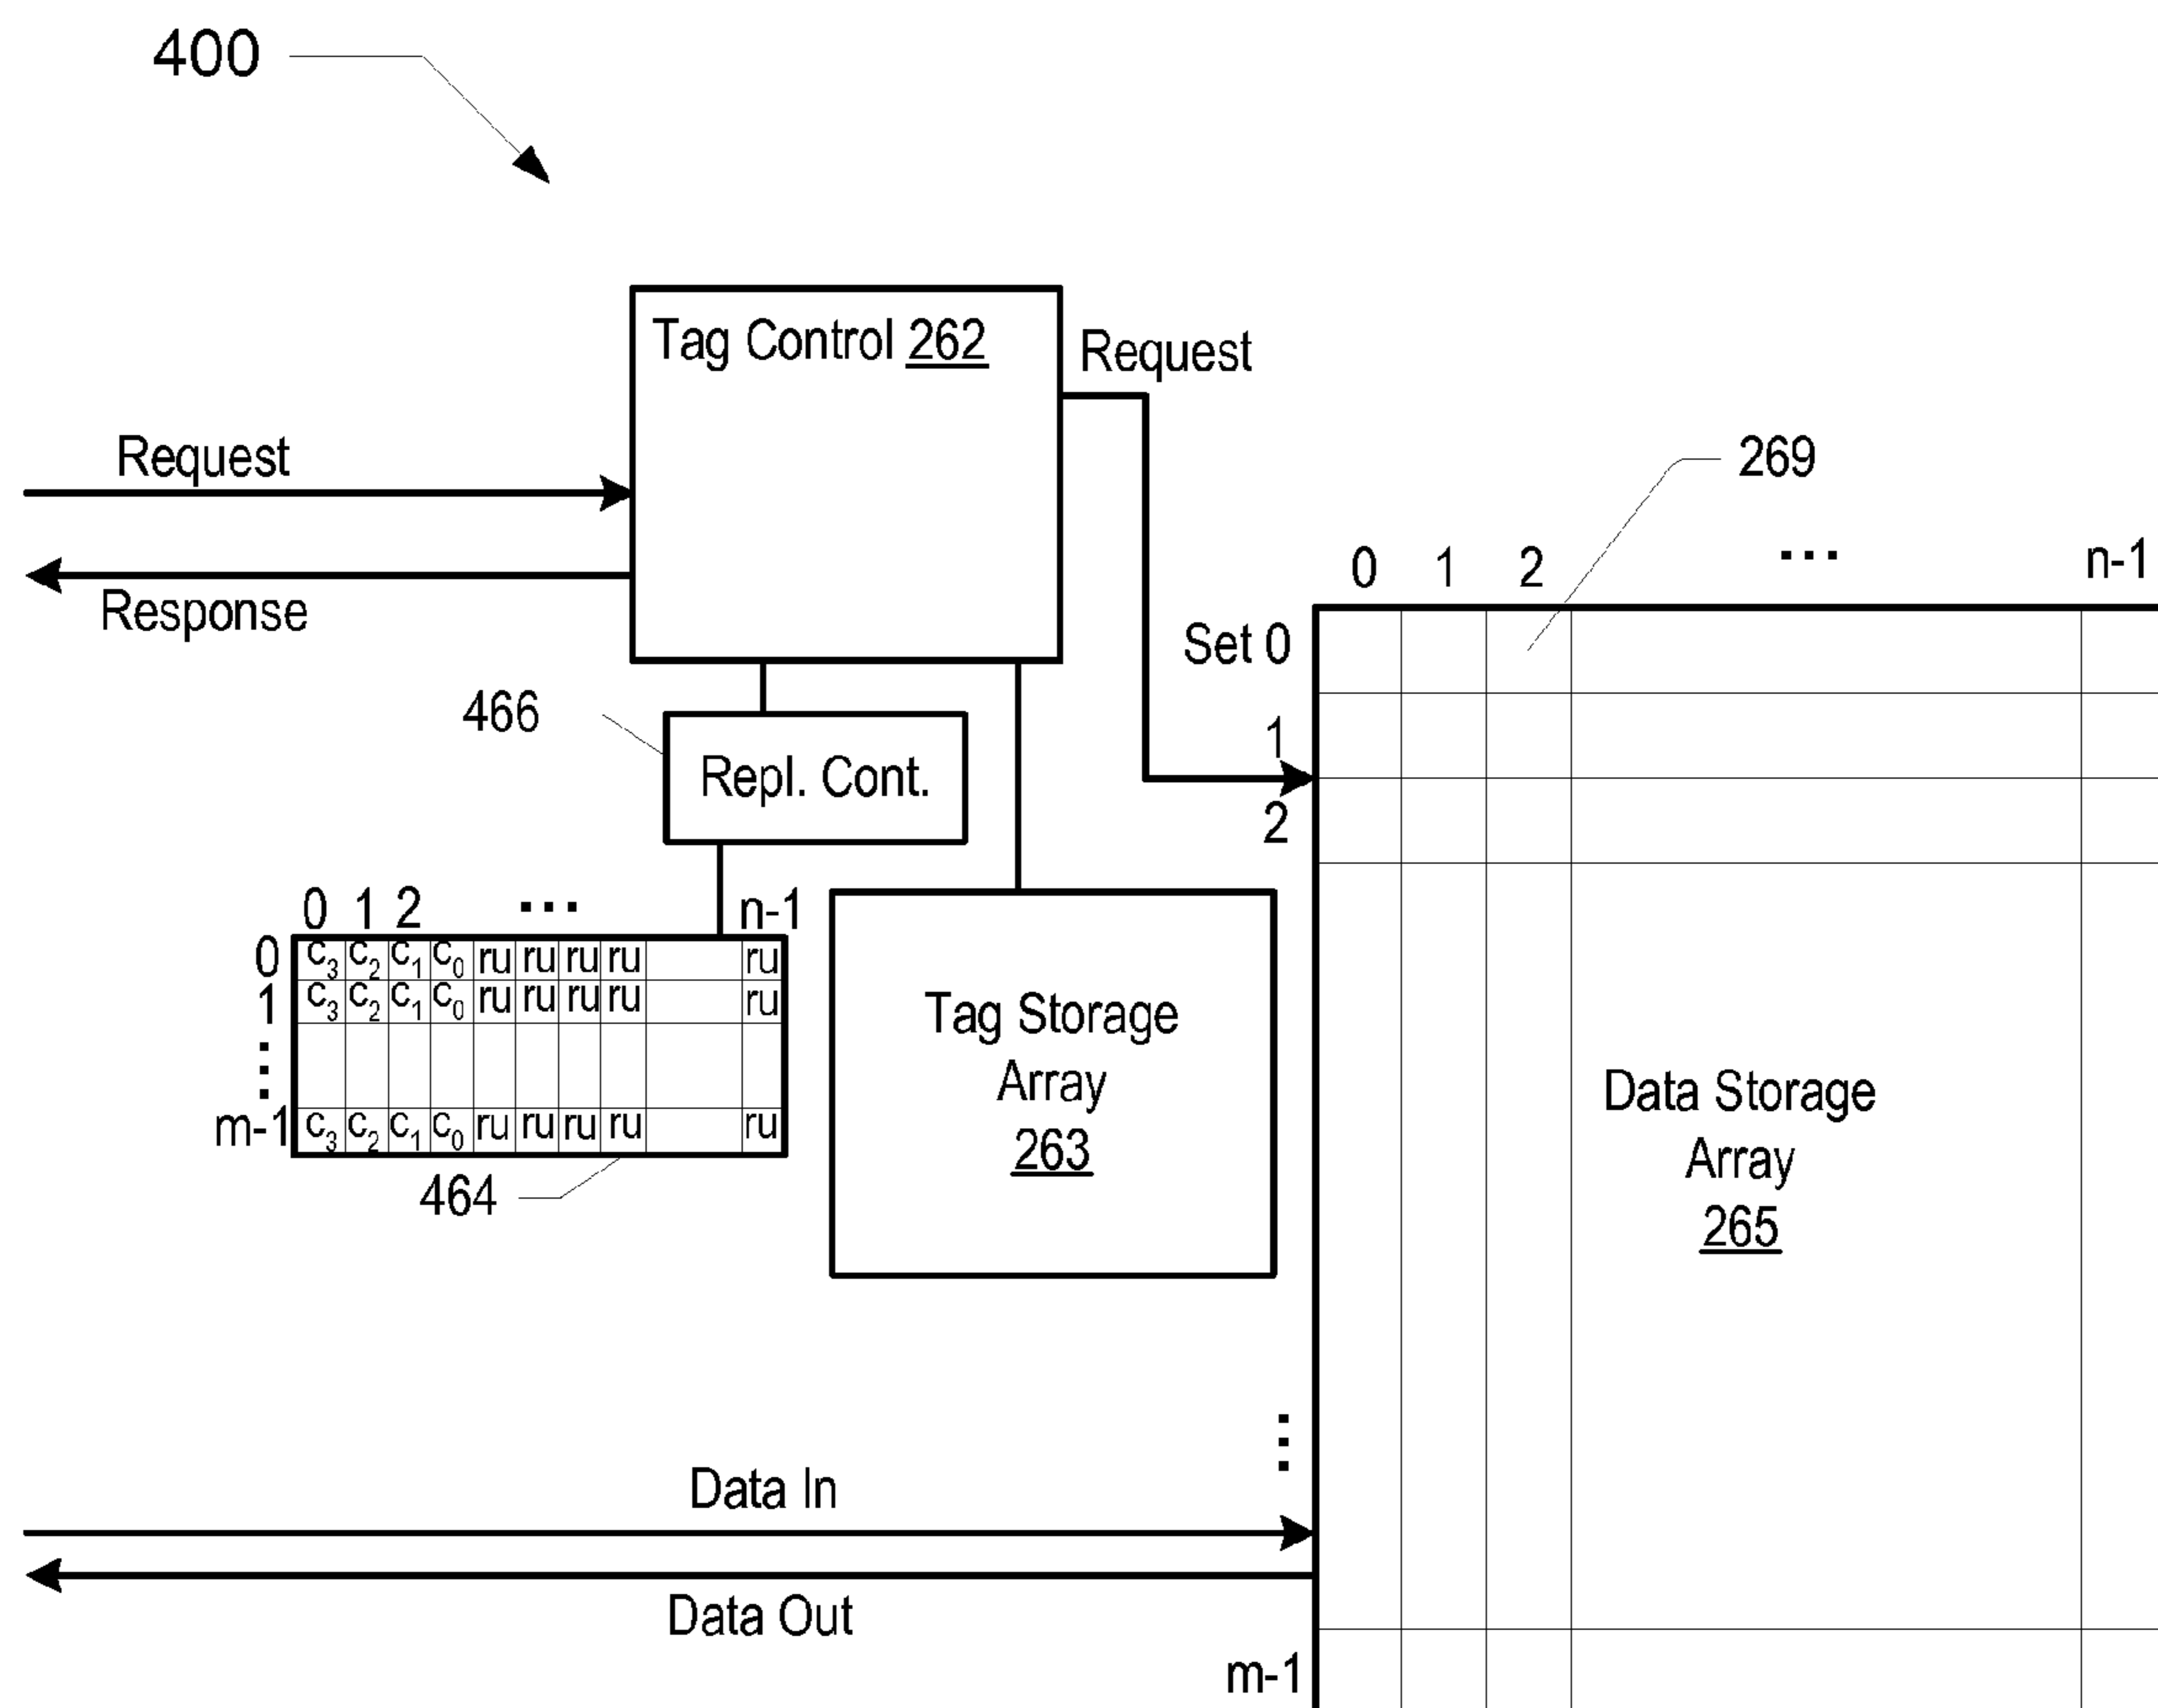 400
Tag Control 262
Request
Request
269
Response
0 1 2 ... n-1
Set 0
466
1
Repl. Cont.
2
0 1 2 ... n-1
0 c3 c2 c1 c0 ru ru ru ru ru
1 c3 c2 c1 c0 ru ru ru ru ru
...
m-1 c3 c2 c1 c0 ru ru ru ru ru
464
Tag Storage
Array
263
Data Storage
Array
265
...
Data In
Data Out
m-1